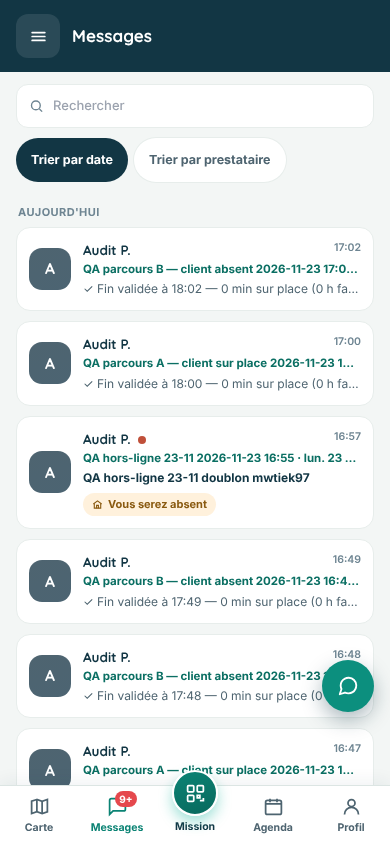 Messages
Rechercher
Trier par date
Trier par prestataire
AUJOURD'HUI
A
Audit P.
17:02
QA parcours B — client absent 2026-11-23 17:0...
✓ Fin validée à 18:02 — 0 min sur place (0 h fa...
A
Audit P.
17:00
QA parcours A — client sur place 2026-11-23 1...
✓ Fin validée à 18:00 — 0 min sur place (0 h fa...
A
Audit P.
16:57
QA hors-ligne 23-11 2026-11-23 16:55 · lun. 23 ...
QA hors-ligne 23-11 doublon mwtiek97
Vous serez absent
A
Audit P.
16:49
QA parcours B — client absent 2026-11-23 16:4...
✓ Fin validée à 17:49 — 0 min sur place (0 h fa...
A
Audit P.
16:48
QA parcours B — client absent 2026-11-23
✓ Fin validée à 17:48 — 0 min sur place (0
A
Audit P.
16:47
QA parcours A — client sur place 2026-11-23 1...
Carte
9+
Messages
Mission
Agenda
Profil